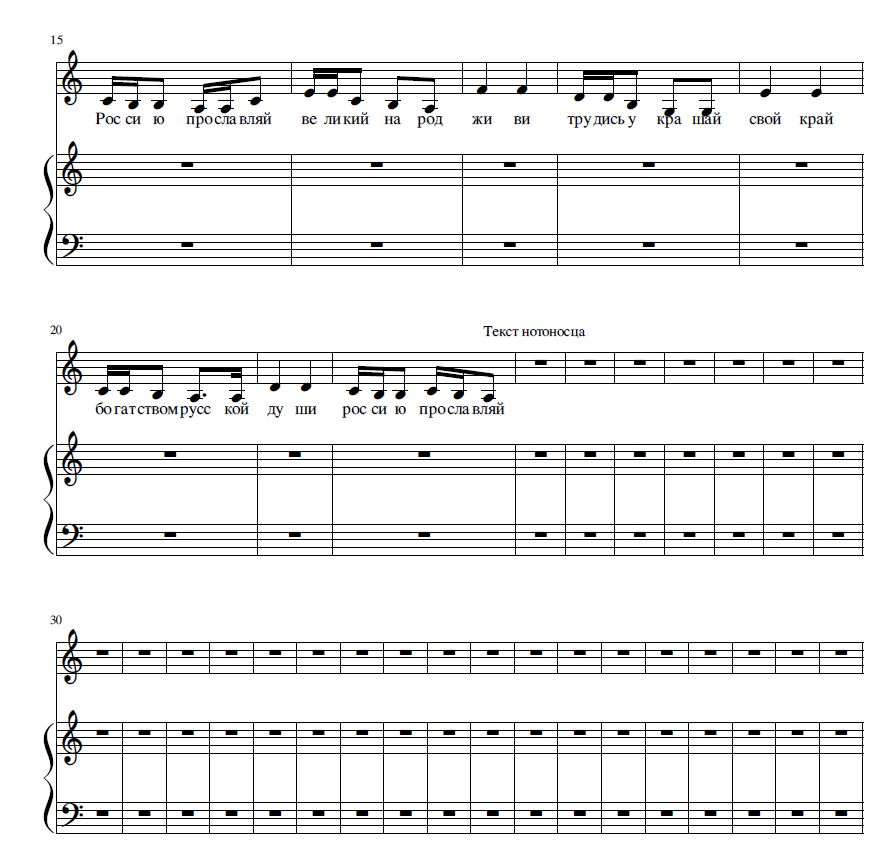 15
Рос си ю про сла вляй ве ли кий на род жи ви тру дись у кра шай свой край
20
Текст нотоносца
бо гат ством русс кой ду ши рос си ю про сла вляй
30